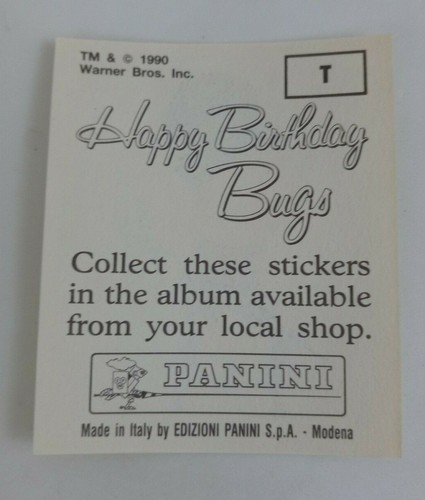 TM & © 1990
Warner Bros. Inc.
T
Happy Birthday
Bugs
Collect these stickers
in the album available
from your local shop.
PANINI
Made in Italy by EDIZIONI PANINI S.p.A. - Modena